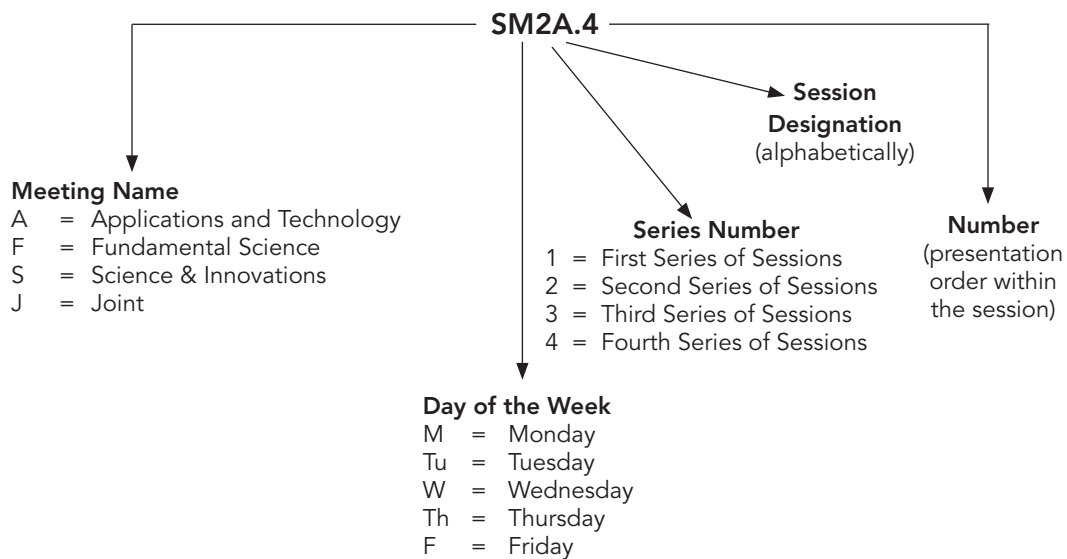 SM2A.4
Session
Designation
(alphabetically)
Meeting Name
A = Applications and Technology
F = Fundamental Science
S = Science & Innovations
J = Joint
Series Number
1 = First Series of Sessions
2 = Second Series of Sessions
3 = Third Series of Sessions
4 = Fourth Series of Sessions
Number
(presentation
order within
the session)
Day of the Week
M = Monday
Tu = Tuesday
W = Wednesday
Th = Thursday
F = Friday